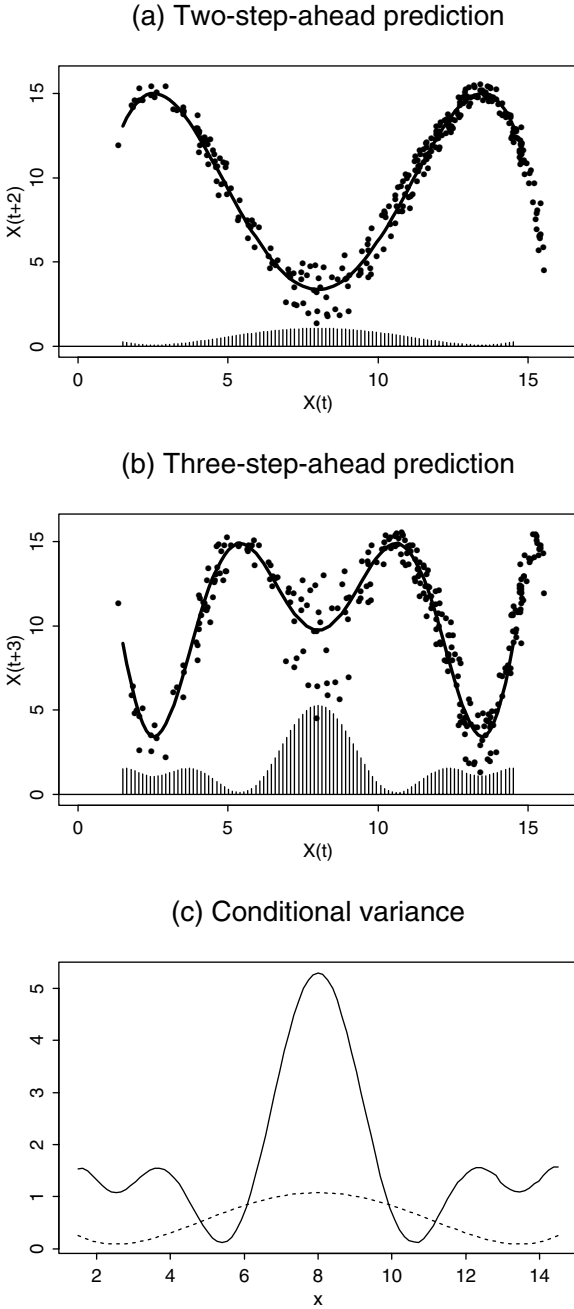 (a) Two-step-ahead prediction
15
10
5
0
X(t+2)
0 5 10 15
X(t)
(b) Three-step-ahead prediction
15
10
5
0
X(t+3)
0 5 10 15
X(t)
(c) Conditional variance
5
4
3
2
1
0
2 4 6 8 10 12 14
x